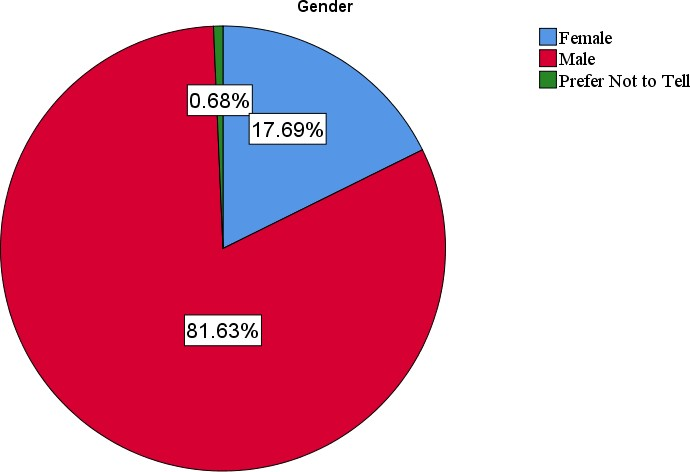 Gender
Female
Male
Prefer Not to Tell
0.68%
17.69%
81.63%